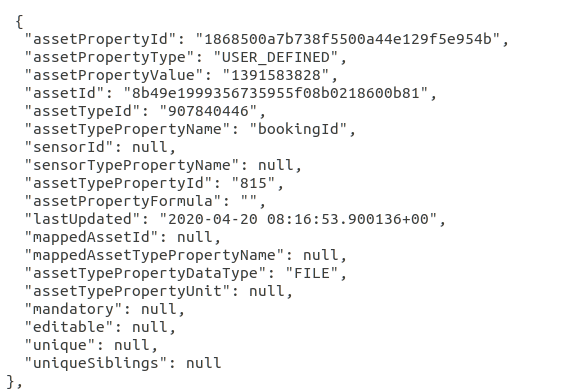 {
"assetPropertyId": "1868500a7b738f5500a44e129f5e954b",
"assetPropertyType": "USER_DEFINED",
"assetPropertyValue": "1391583828",
"assetId": "8b49e1999356735955f08b0218600b81",
"assetTypeId": "907840446",
"assetTypePropertyName": "bookingId",
"sensorId": null,
"sensorTypePropertyName": null,
"assetTypePropertyId": "815",
"assetPropertyFormula": "",
"lastUpdated": "2020-04-20 08:16:53.900136+00",
"mappedAssetId": null,
"mappedAssetTypePropertyName": null,
"assetTypePropertyDataType": "FILE",
"assetTypePropertyUnit": null,
"mandatory": null,
"editable": null,
"unique": null,
"uniqueSiblings": null
},